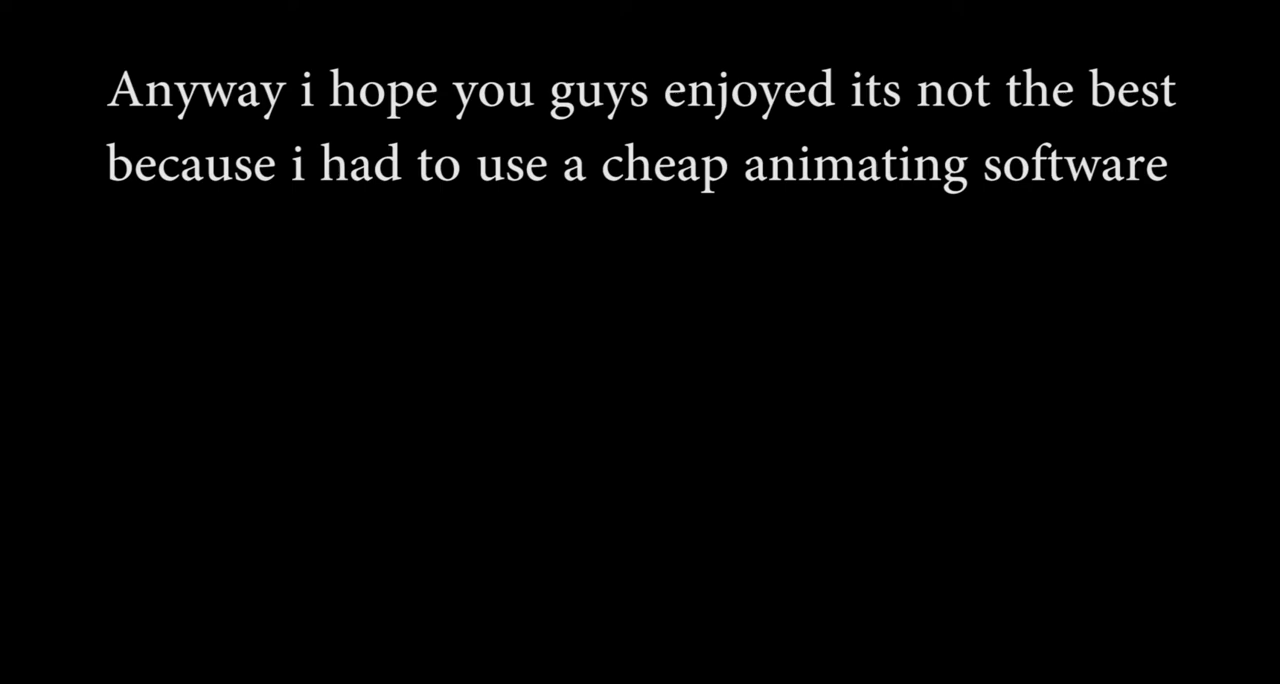 Anyway i hope you guys enjoyed its not the best
because i had to use a cheap animating software